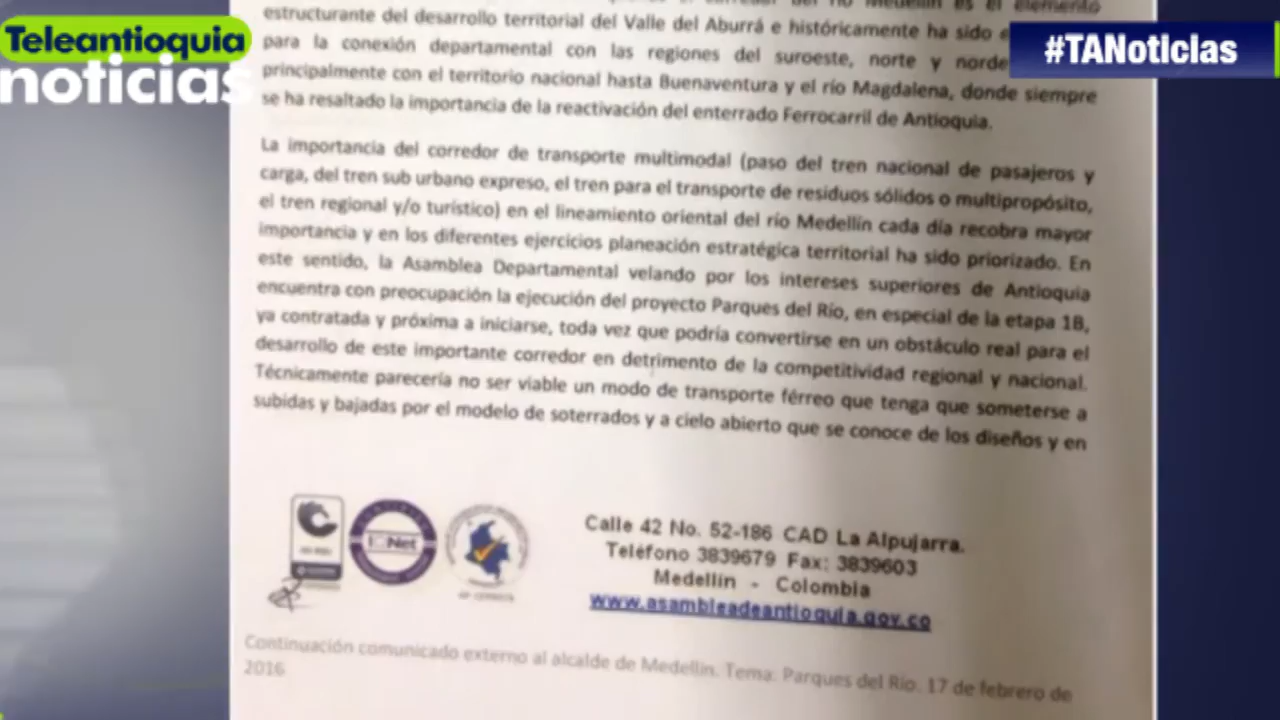 Teleantioquia
noticias
#TANoticias
río Medellín es el elemento
estructurante del desarrollo territorial del Valle del Aburrá e históricamente ha sido
para la conexión departamental con las regiones del suroeste, norte y
principalmente con el territorio nacional hasta Buenaventura y el río Magdalena, donde siempre
se ha resaltado la importancia de la reactivación del enterrado Ferrocarril de Antioquia.
La importancia del corredor de transporte multimodal (paso del tren nacional de pasajeros y
carga, del tren sub urbano expreso, el tren para el transporte de residuos sólidos o multipropósito,
el tren regional y/o turístico) en el lineamiento oriental del río Medellín cada día recobra mayor
importancia y en los diferentes ejercicios planeación estratégica territorial ha sido priorizado. En
este sentido, la Asamblea Departamental velando por los intereses superiores de Antioquia
encuentra con preocupación la ejecución del proyecto Parques del Río, en especial de la etapa 1B,
ya contratada y próxima a iniciarse, toda vez que podría convertirse en un obstáculo real para el
desarrollo de este importante corredor en detrimento de la competitividad regional y nacional.
Técnicamente parecería no ser viable un modo de transporte férreo que tenga que someterse a
subidas y bajadas por el modelo de soterrados y a cielo abierto que se conoce de los diseños y en
IQNet
Calle 42 No. 52-186 CAD La Alpujarra.
Teléfono 3839679 Fax: 3839603
Medellín - Colombia
www.asambleadeantioquia.gov.co
Continuación comunicado externo al alcalde de Medellín. Tema: Parques del Río. 17 de febrero de
2016